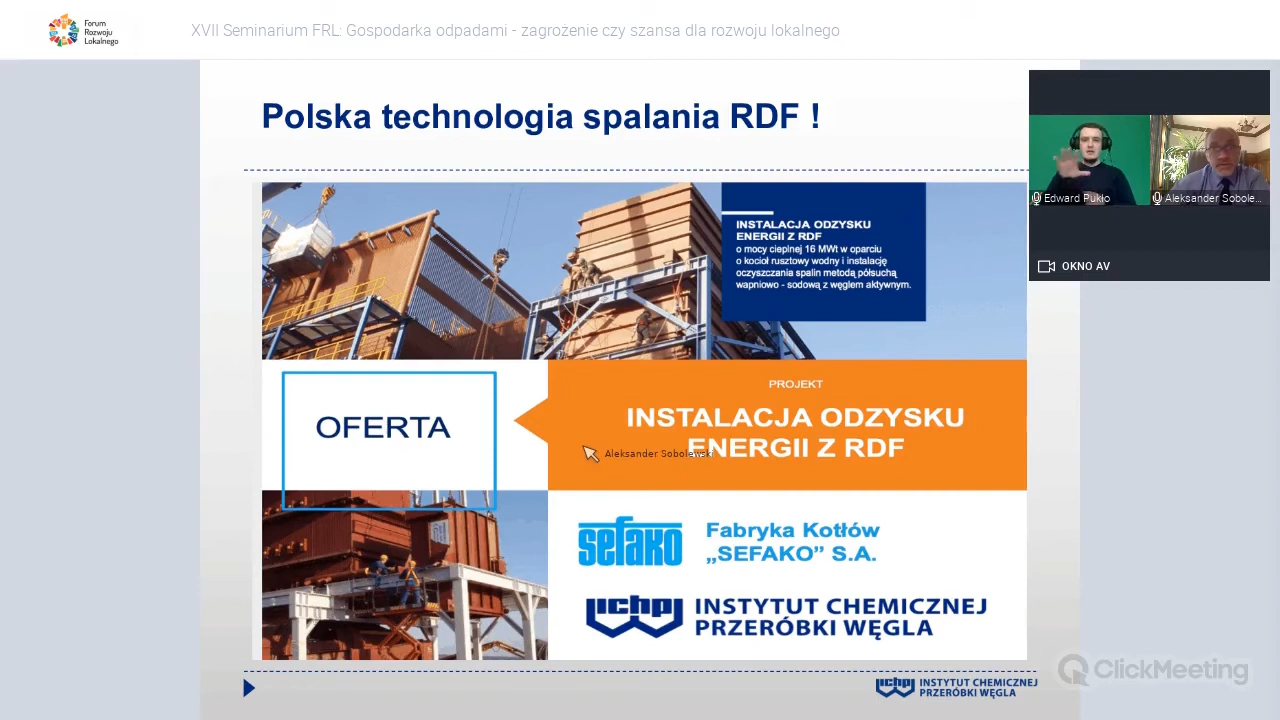 Forum
Rozwoju
Lokalnego
XVII Seminarium FRL: Gospodarka odpadami - zagrożenie czy szansa dla rozwoju lokalnego
Polska technologia spalania RDF !
Edward Pukło
Aleksander Sobole...
OKNO AV
INSTALACJA ODZYSKU
ENERGII Z RDF
o mocy cieplnej 16 MWt w oparciu
o kocioł rusztowy wodny i instalację
oczyszczania spalin metodą półsuchą
wapniowo - sodową z węglem aktywnym.
OFERTA
PROJEKT
INSTALACJA ODZYSKU
ENERGII Z RDF
Aleksander Sobolewski
sefako
Fabryka Kotłów
„SEFAKO” S.A.
ichpw
INSTYTUT CHEMICZNEJ
PRZERÓBKI WĘGLA
ichpw
INSTYTUT CHEMICZNEJ
PRZERÓBKI WĘGLA
ClickMeeting